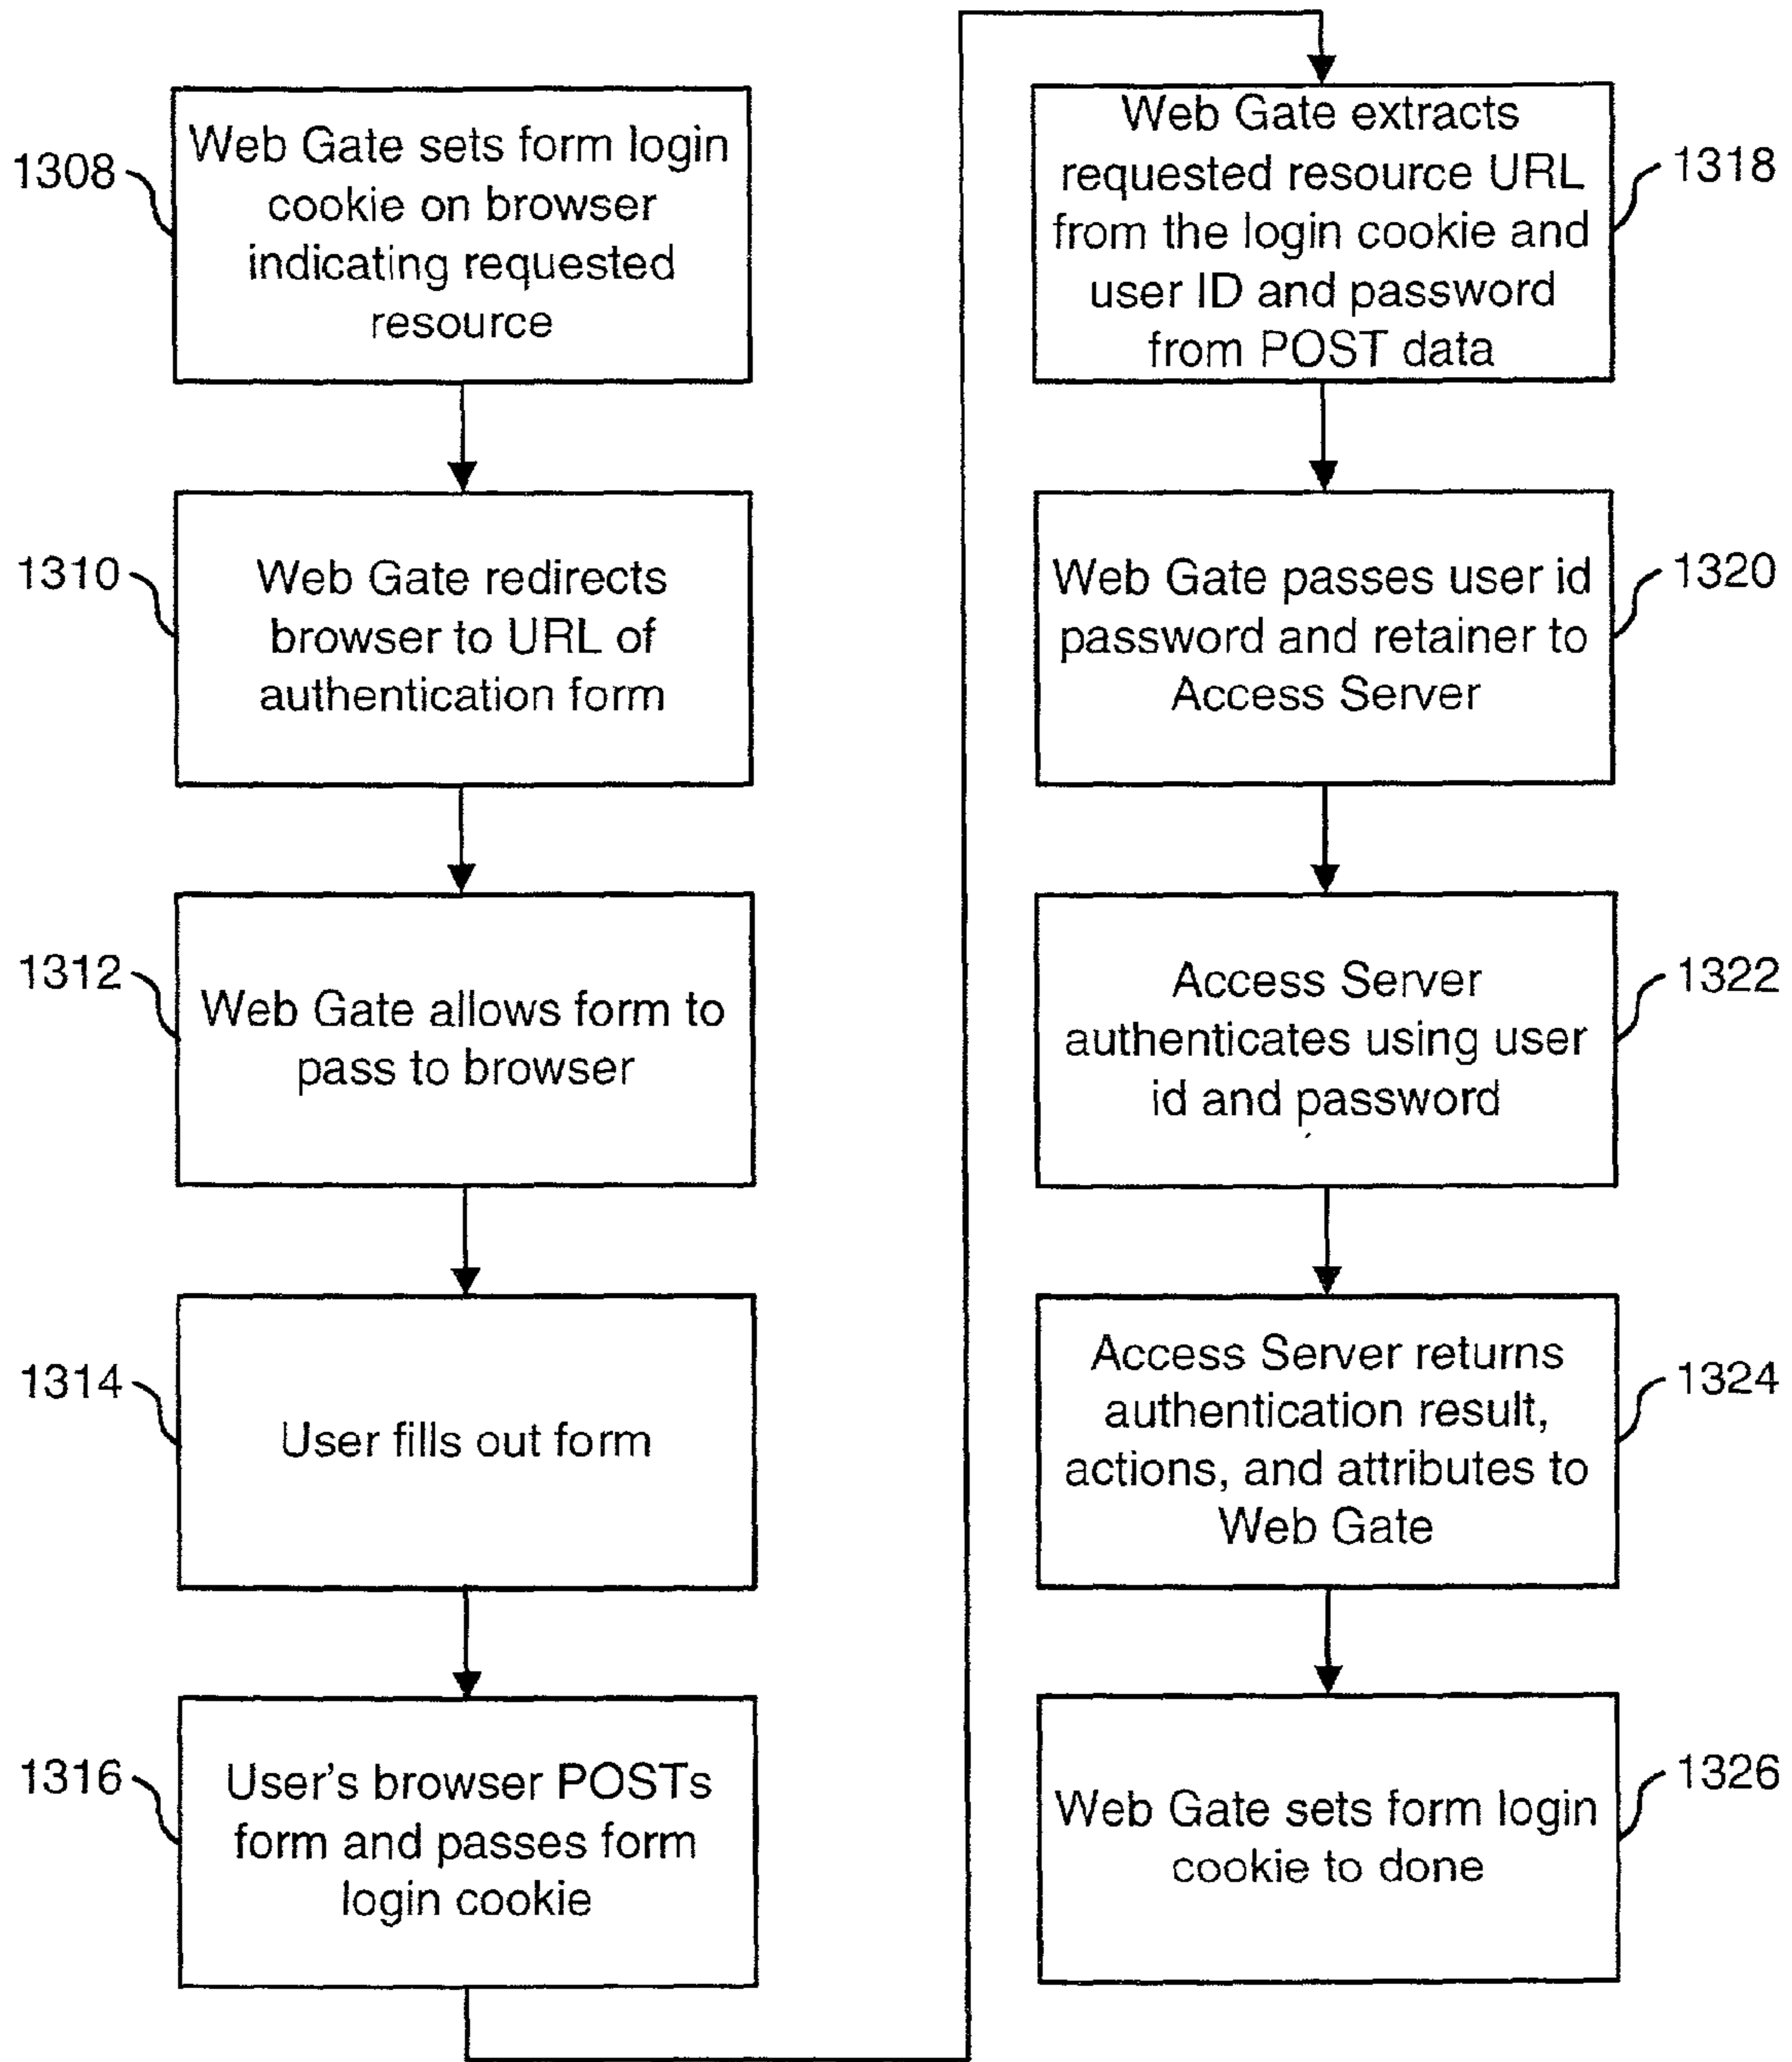 1308
Web Gate sets form login
cookie on browser
indicating requested
resource
1310
Web Gate redirects
browser to URL of
authentication form
1312
Web Gate allows form to
pass to browser
1314
User fills out form
1316
User's browser POSTs
form and passes form
login cookie
Web Gate extracts
requested resource URL
from the login cookie and
user ID and password
from POST data
1318
Web Gate passes user id
password and retainer to
Access Server
1320
Access Server
authenticates using user
id and password
1322
Access Server returns
authentication result,
actions, and attributes to
Web Gate
1324
Web Gate sets form login
cookie to done
1326